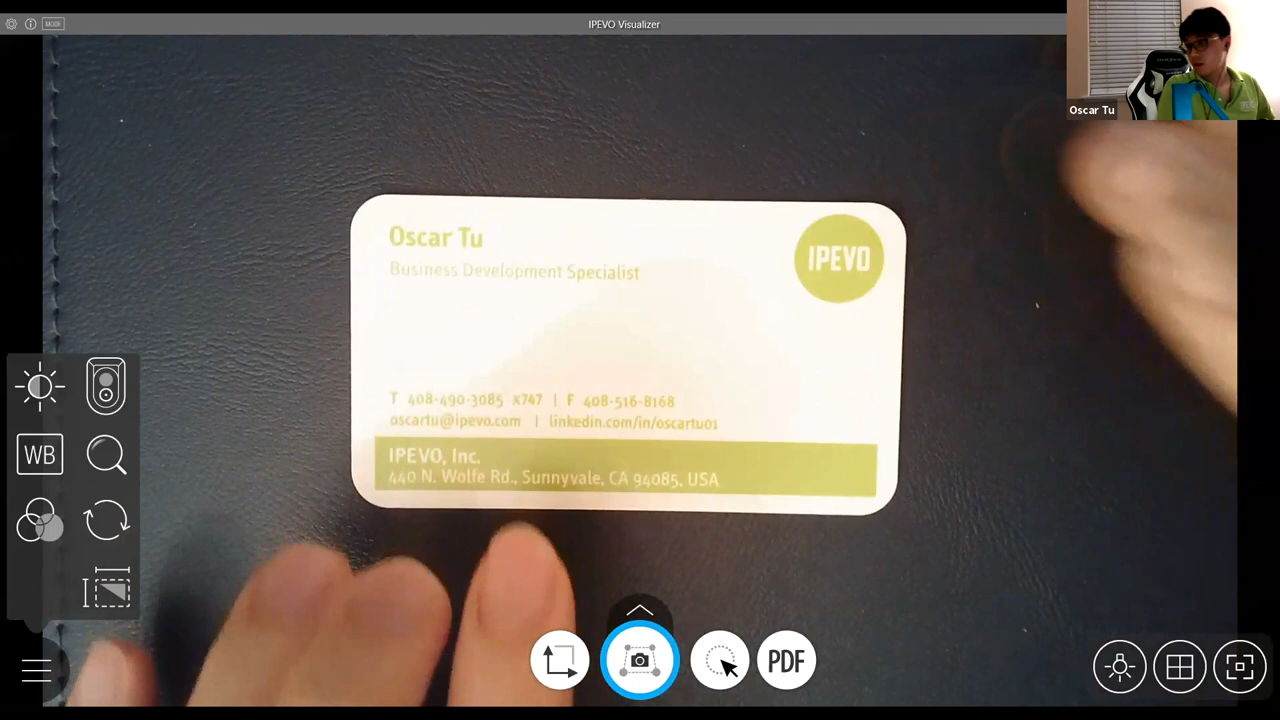 IPEVO Visualizer
Oscar Tu
Oscar Tu
Business Development Specialist
IPEVO
T 408-490-3085 x747 | F 408-516-8168
oscartu@ipevo.com | linkedin.com/in/oscartu01
IPEVO, Inc.
440 N. Wolfe Rd., Sunnyvale, CA 94085, USA
WB
PDF